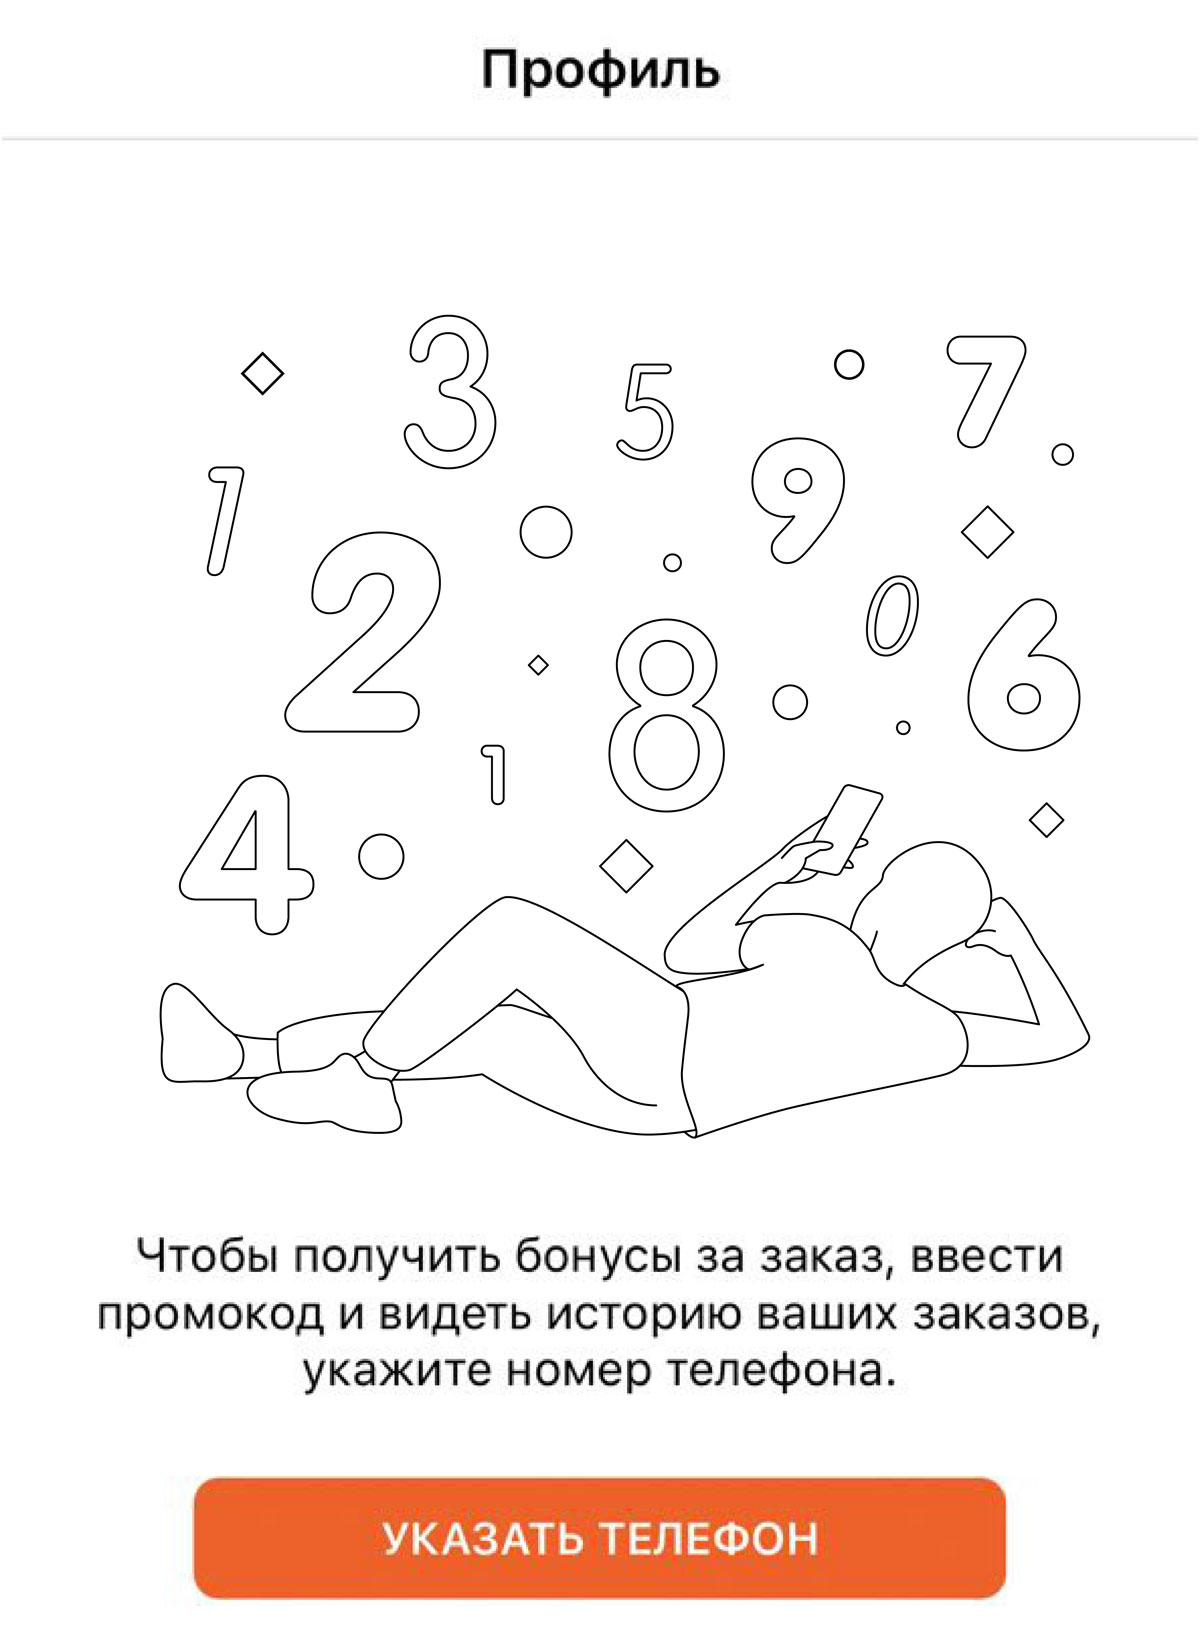 Профиль
3
5
7
1
9
2
0
6
8
1
4
Чтобы получить бонусы за заказ, ввести
промокод и видеть историю ваших заказов,
укажите номер телефона.
УКАЗАТЬ ТЕЛЕФОН